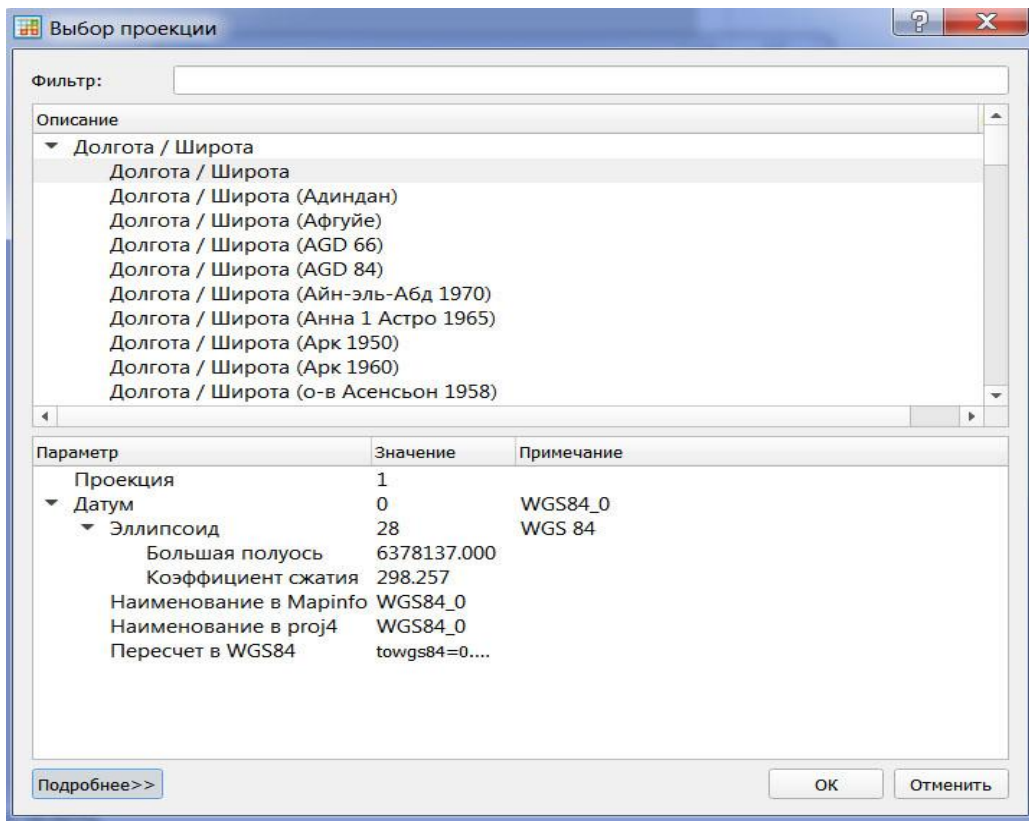 Выбор проекции
Фильтр:
Описание
Долгота / Широта
Долгота / Широта
Долгота / Широта (Адиндан)
Долгота / Широта (Афгуйе)
Долгота / Широта (AGD 66)
Долгота / Широта (AGD 84)
Долгота / Широта (Айн-эль-Абд 1970)
Долгота / Широта (Анна 1 Астро 1965)
Долгота / Широта (Арк 1950)
Долгота / Широта (Арк 1960)
Долгота / Широта (о-в Асенсьон 1958)
Параметр Значение Примечание
Проекция 1
Датум 0 WGS84_0
Эллипсоид 28 WGS 84
Большая полуось 6378137.000
Коэффициент сжатия 298.257
Наименование в Mapinfo WGS84_0
Наименование в proj4 WGS84_0
Пересчет в WGS84 towgs84=0....
Подробнее>> ОК Отменить